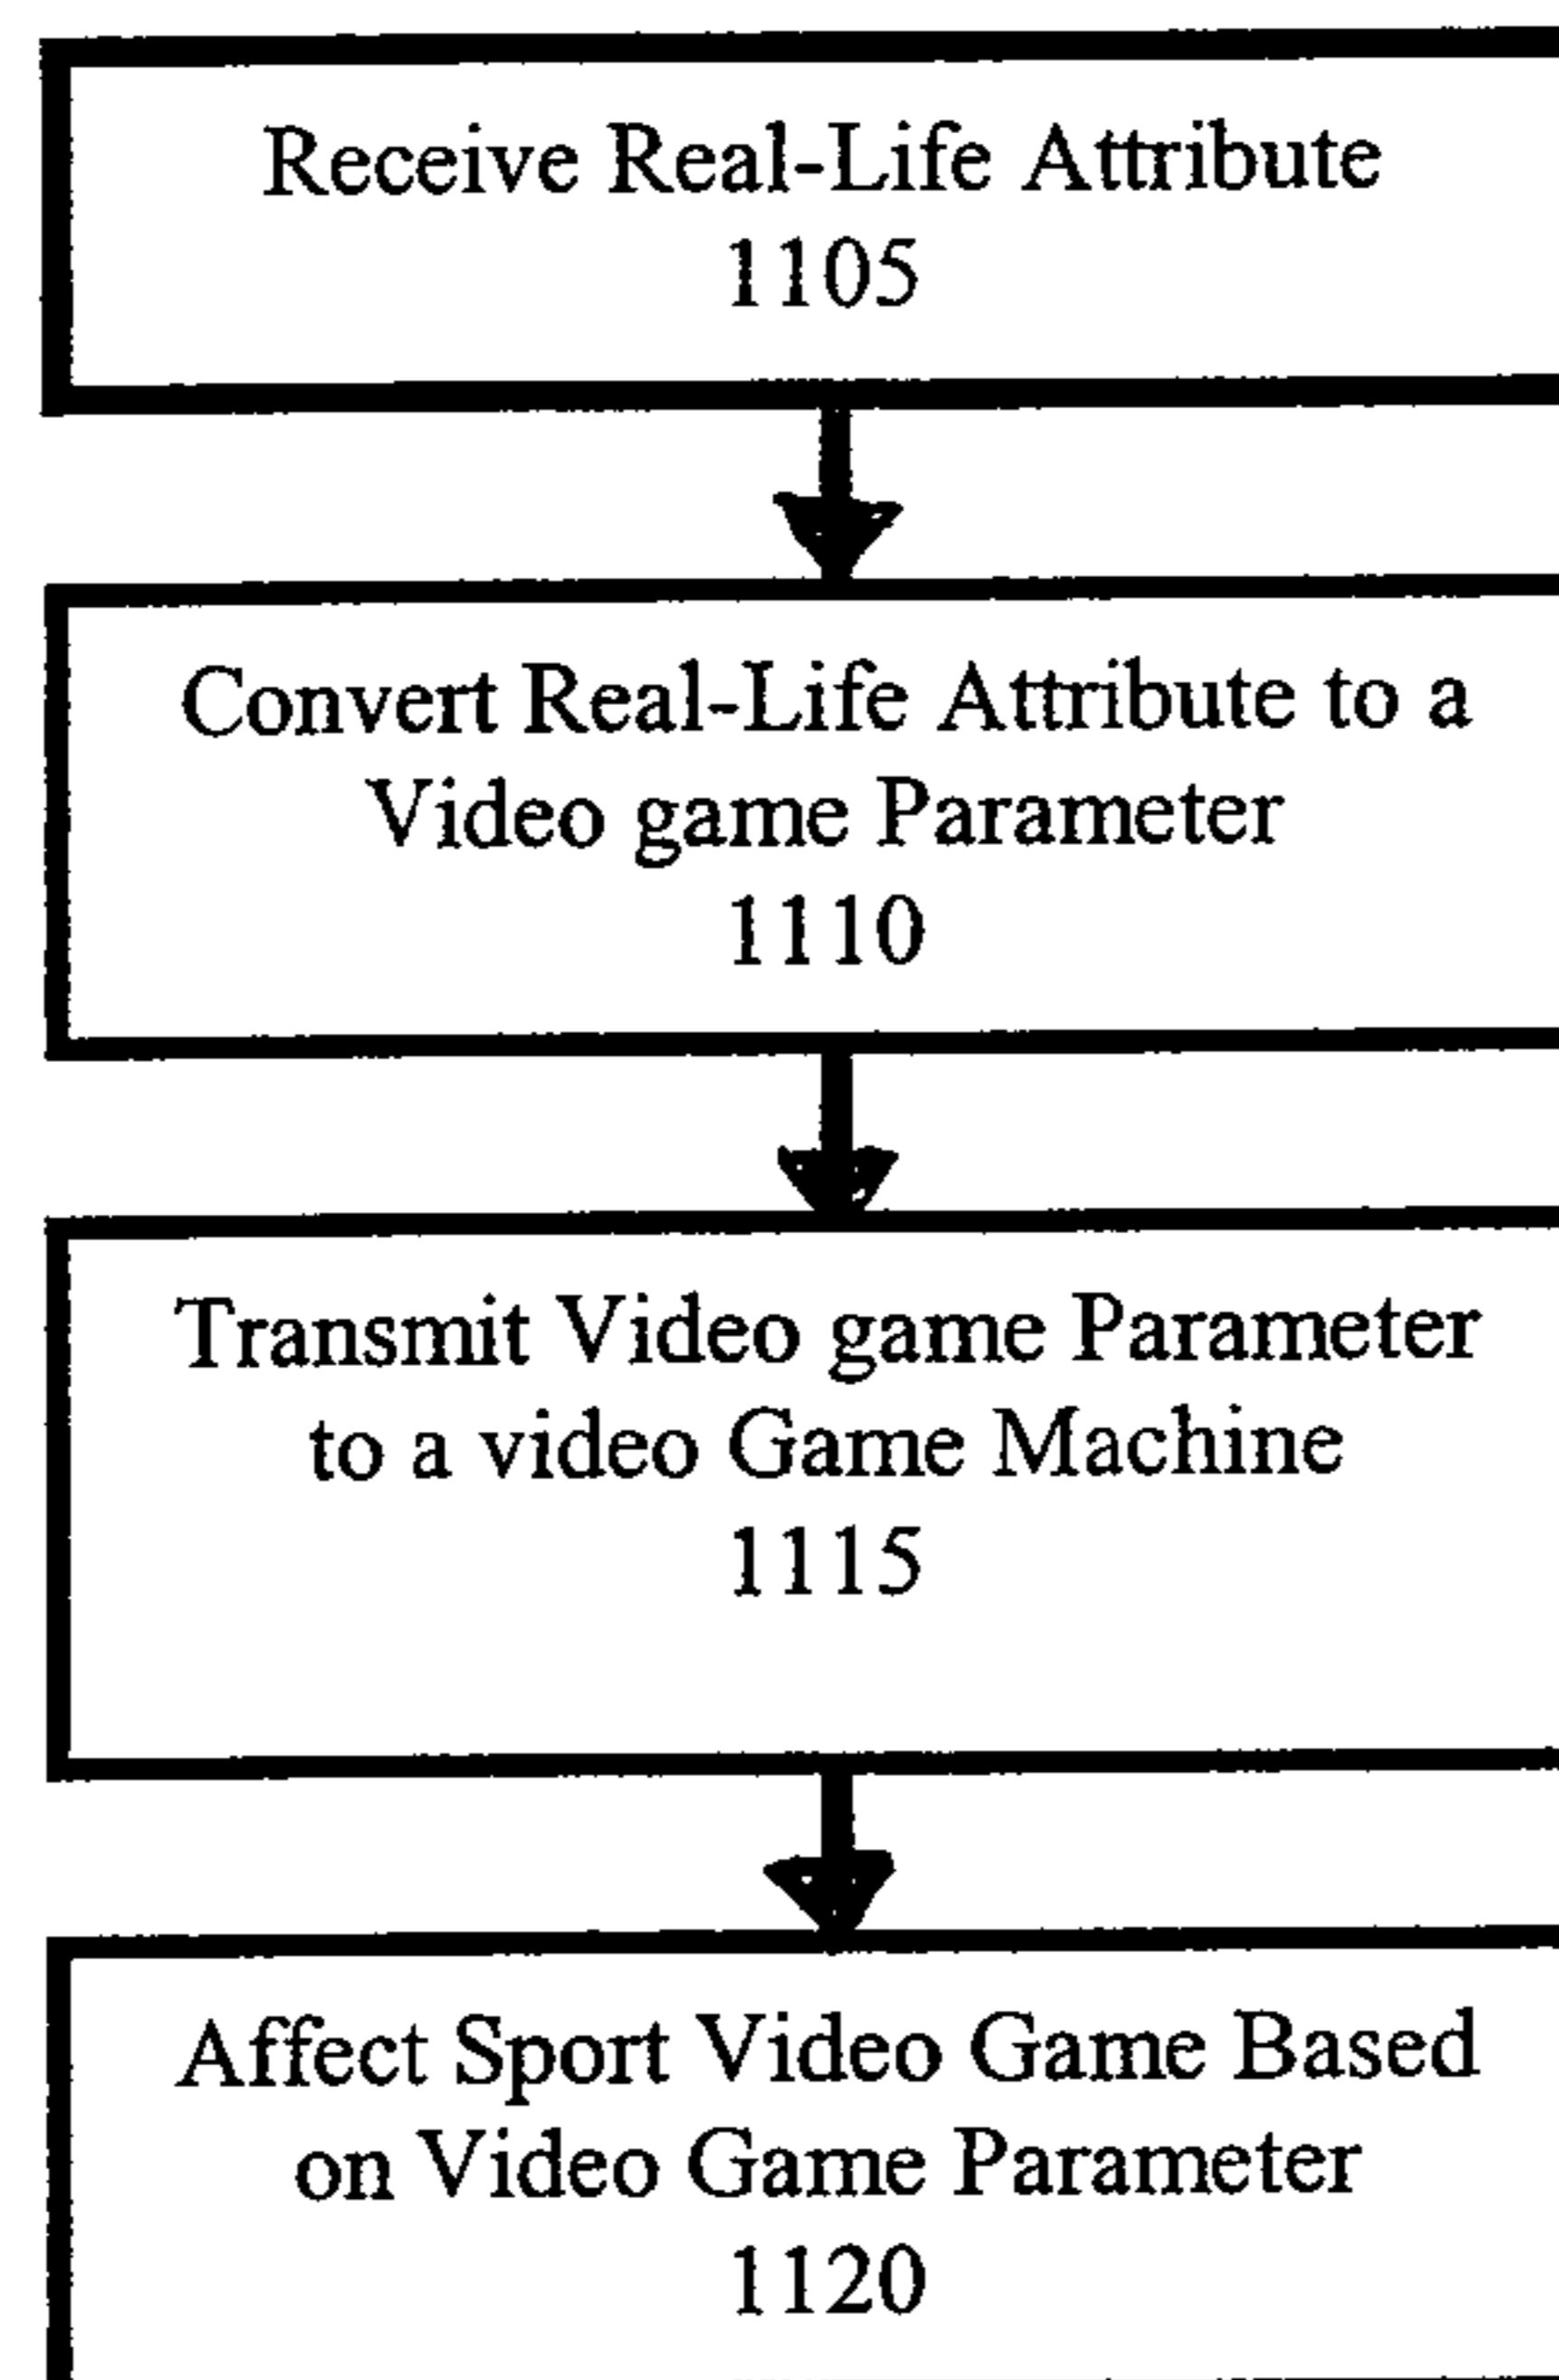 Receive Real-Life Attribute
1105
Convert Real-Life Attribute to a
Video game Parameter
1110
Transmit Video game Parameter
to a video Game Machine
1115
Affect Sport Video Game Based
on Video Game Parameter
1120